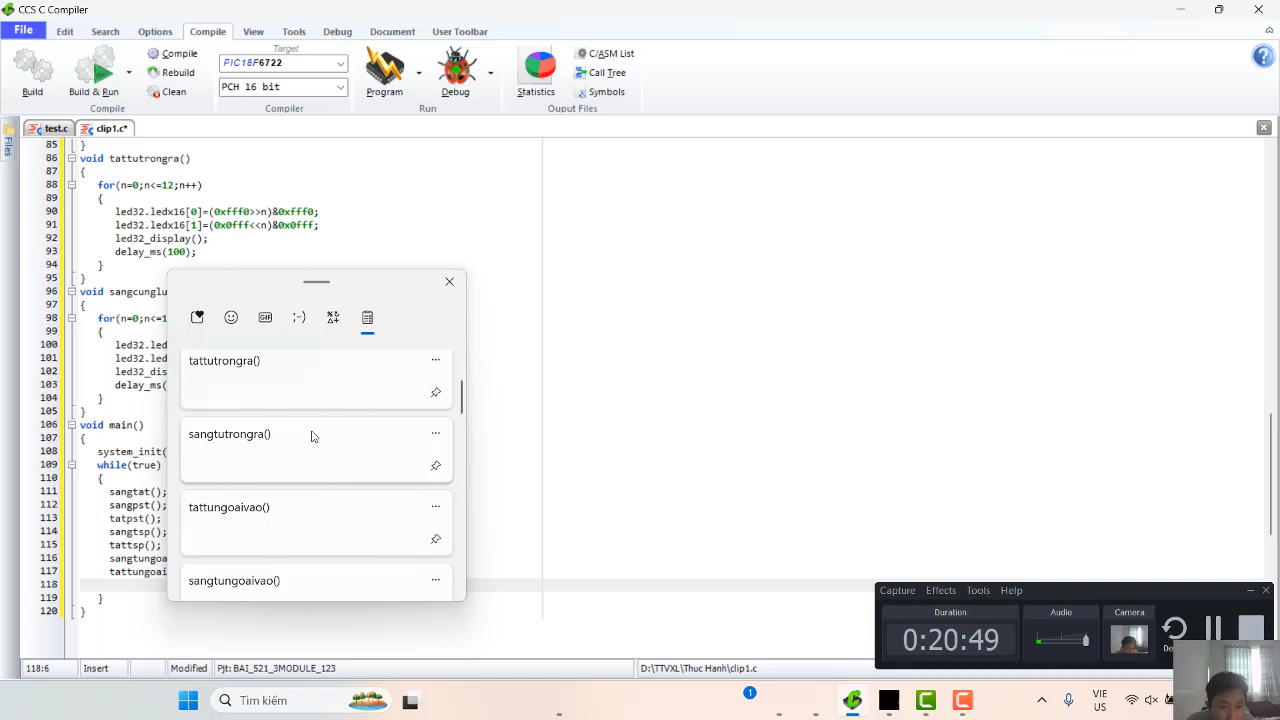 CCS C Compiler
File Edit Search Options Compile View Tools Debug Document User Toolbar
Target
Compile
Rebuild
Clean
PIC18F6722
PCH 16 bit
C/ASM List
Call Tree
Symbols
Build
Build & Run
Program
Debug
Statistics
Compile
Compiler
Run
Ouput Files
test.c
clip1.c*
Files
85 }
86 void tattutrongra()
87 {
88 for(n=0;n<=12;n++)
89 {
90 led32.ledx16[0]=(0xfff0>>n)&0xfff0;
91 led32.ledx16[1]=(0x0fff<<n)&0x0fff;
92 led32_display();
93 delay_ms(100);
94 }
95 }
96 void sangcunglu
97 {
98 for(n=0;n<=1
99 {
100 led32.led
101 led32.led
102 led32_dis
103 delay_ms(
104 }
105 }
106 void main()
107 {
108 system_init(
109 while(true)
110 {
111 sangtat();
112 sangpst();
113 tatpst();
114 sangtsp();
115 tattsp();
116 sangtungoa
117 tattungoai
118
119 }
120 }
GIF
;-)
tattutrongra()
sangtutrongra()
tattungoaivao()
sangtungoaivao()
Capture Effects Tools Help
Duration
Audio
Camera
0:20:49
118:6
Insert
Modified
Pjt: BAI_521_3MODULE_123
D:\TTVXL\Thuc Hanh\clip1.c
Tìm kiếm
1
VIE
US